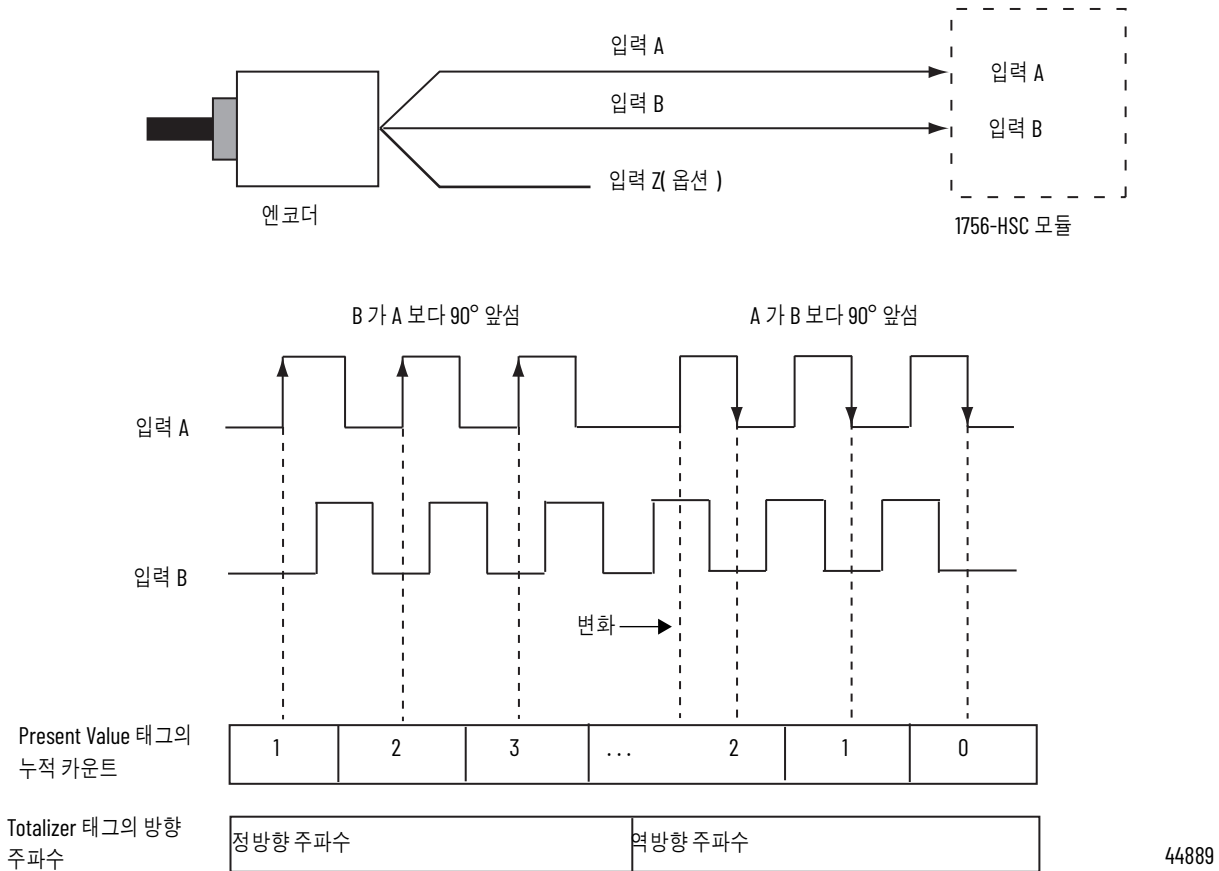 입력 A
입력 A
입력 B
입력 B
입력 Z( 옵션 )
엔코더
1756-HSC 모듈
B 가 A 보다 90° 앞섬
A 가 B 보다 90° 앞섬
입력 A
입력 B
변화
Present Value 태그의
누적 카운트
1
2
3
...
2
1
0
Totalizer 태그의 방향
주파수
정방향 주파수
역방향 주파수
44889